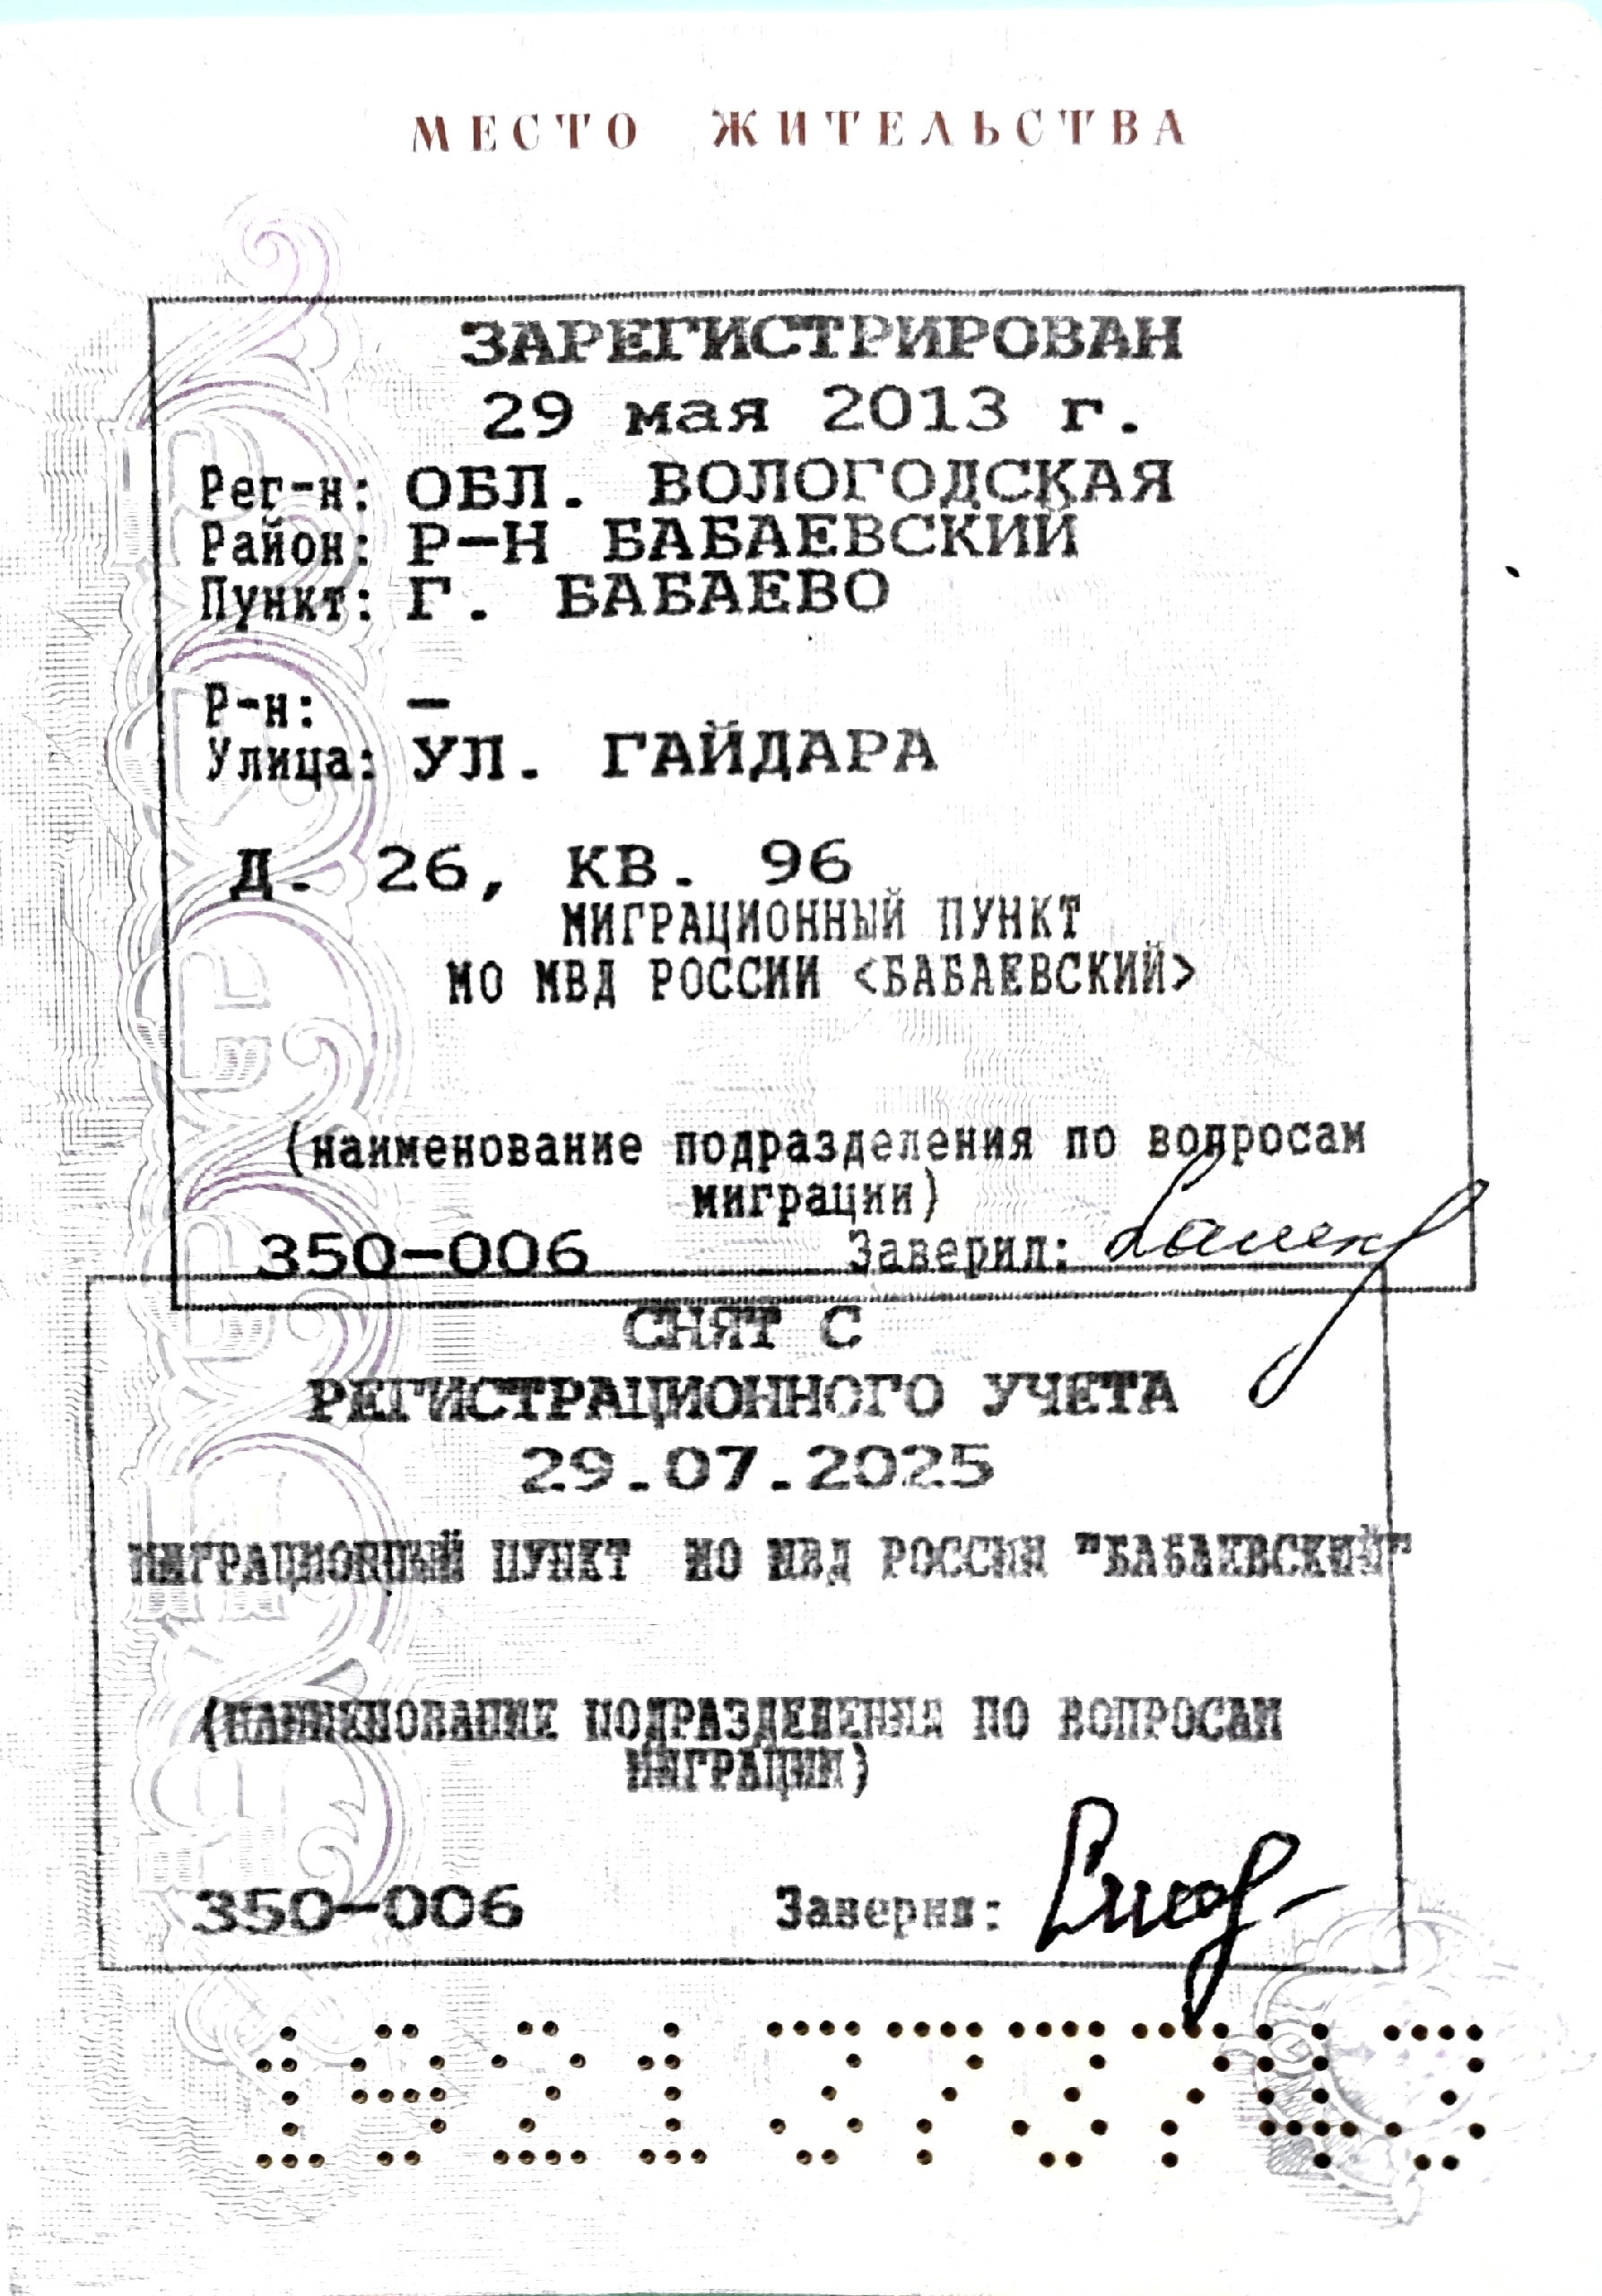 МЕСТО ЖИТЕЛЬСТВА
ЗАРЕГИСТРИРОВАН
29 мая 2013 г.
Рег-н: ОБЛ. ВОЛОГОДСКАЯ
Район: Р-Н БАБАЕВСКИЙ
Пункт: Г. БАБАЕВО
Р-н: –
Улица: УЛ. ГАЙДАРА
Д. 26, КВ. 96
МИГРАЦИОННЫЙ ПУНКТ
МО МВД РОССИИ <БАБАЕВСКИЙ>
(наименование подразделения по вопросам
миграции)
350-006 Заверил:
СНЯТ С
РЕГИСТРАЦИОННОГО УЧЕТА
29.07.2025
МИГРАЦИОННЫЙ ПУНКТ МО МВД РОССИИ "БАБАЕВСКИЙ"
(НАИМЕНОВАНИЕ ПОДРАЗДЕЛЕНИЯ ПО ВОПРОСАМ
МИГРАЦИИ)
350-006 Заверил:
1921373743